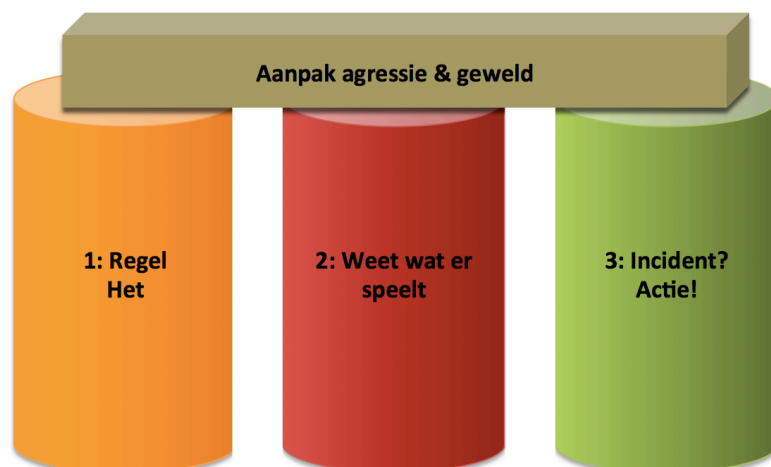 Aanpak agressie & geweld
1: Regel
Het
2: Weet wat er
speelt
3: Incident?
Actie!